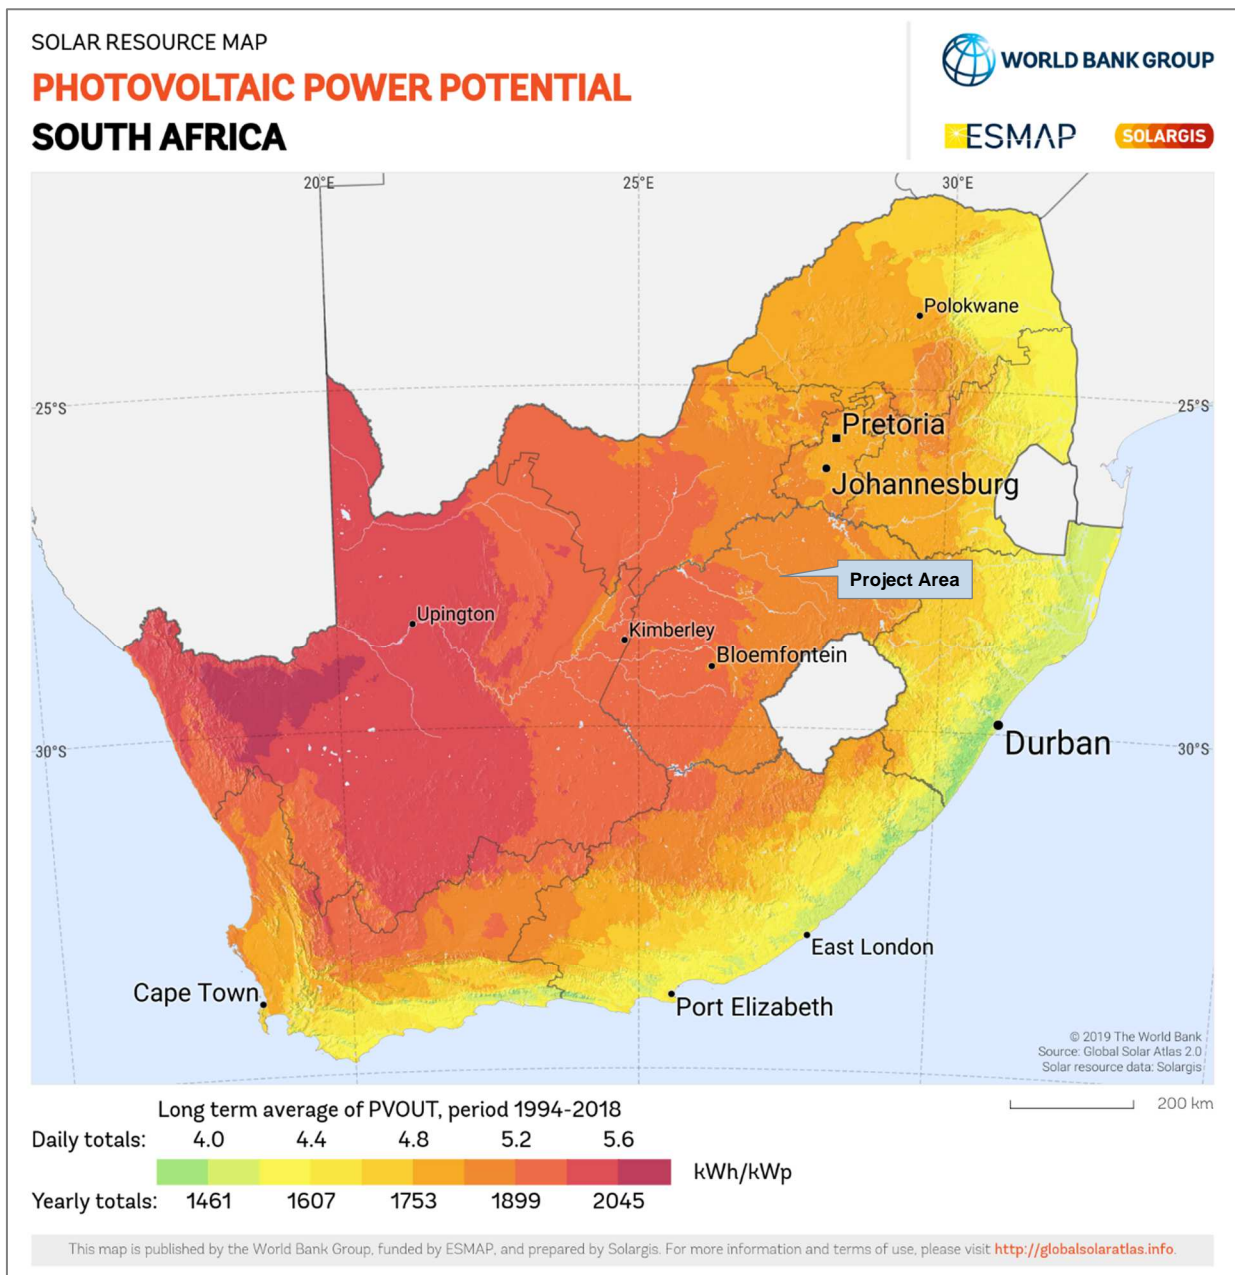 SOLAR RESOURCE MAP
PHOTOVOLTAIC POWER POTENTIAL
SOUTH AFRICA
WORLD BANK GROUP
ESMAP
SOLARGIS
20°E
25°E
30°E
Polokwane
25°S
25°S
Pretoria
Johannesburg
Project Area
Upington
Kimberley
Bloemfontein
Durban
30°S
30°S
East London
Cape Town
Port Elizabeth
© 2019 The World Bank
Source: Global Solar Atlas 2.0
Solar resource data: Solargis
200 km
Long term average of PVOUT, period 1994-2018
Daily totals: 4.0 4.4 4.8 5.2 5.6
kWh/kWp
Yearly totals: 1461 1607 1753 1899 2045
This map is published by the World Bank Group, funded by ESMAP, and prepared by Solargis. For more information and terms of use, please visit http://globalsolaratlas.info.